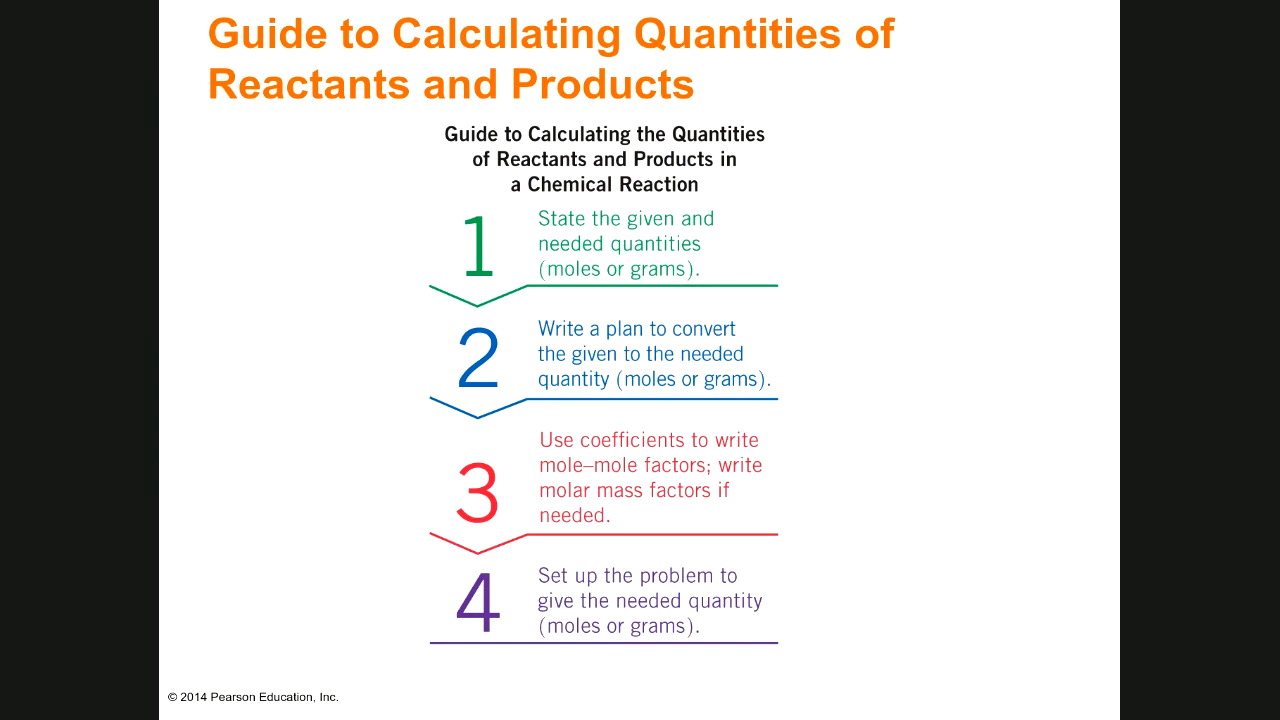 Guide to Calculating Quantities of
Reactants and Products
Guide to Calculating the Quantities
of Reactants and Products in
a Chemical Reaction
1
State the given and
needed quantities
(moles or grams).
2
Write a plan to convert
the given to the needed
quantity (moles or grams).
3
Use coefficients to write
mole–mole factors; write
molar mass factors if
needed.
4
Set up the problem to
give the needed quantity
(moles or grams).
© 2014 Pearson Education, Inc.